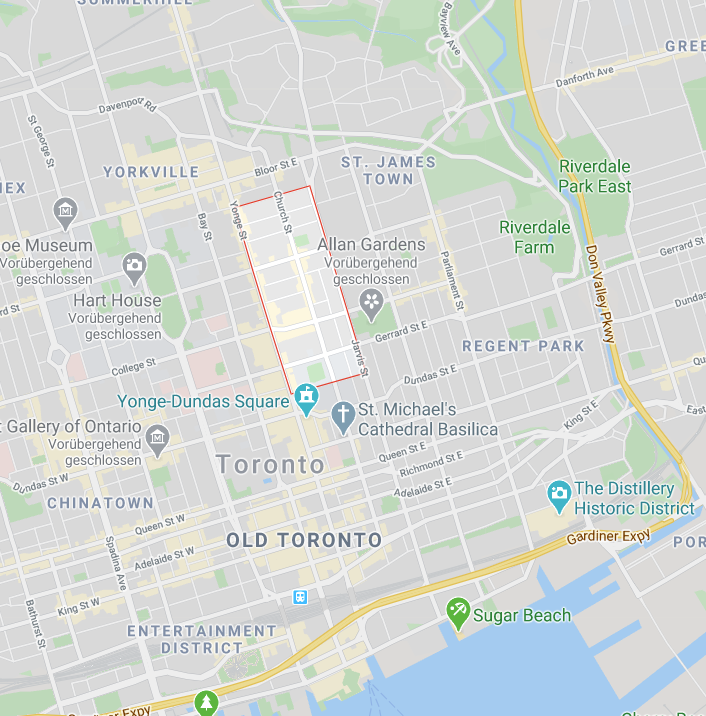 SUMMERHILL
Bayview Ave
GREE
Danforth Ave
Davenport Rd
St George St
Bloor St E
ST. JAMES
TOWN
YORKVILLE
Riverdale
Park East
EX
Yonge St
Church St
Bay St
oe Museum
Vorübergehend
geschlossen
Allan Gardens
Vorübergehend
geschlossen
Riverdale
Farm
Parliament St
Don Valley Pkwy
Gerrard St E
Hart House
Vorübergehend
geschlossen
rd St
Dundas
Gerrard St E
Jarvis St
REGENT PARK
College St
Dundas St E
Qu
Yonge-Dundas Square
St. Michael's
Cathedral Basilica
King St E
East
t Gallery of Ontario
Vorübergehend
geschlossen
Toronto
Queen St E
Richmond St E
Adelaide St E
Dundas St W
CHINATOWN
The Distillery
Historic District
Queen St W
OLD TORONTO
Gardiner Expy
POR
Spadina Ave
Adelaide St W
King St W
Bathurst St
Sugar Beach
ENTERTAINMENT
DISTRICT
Gardiner Expy